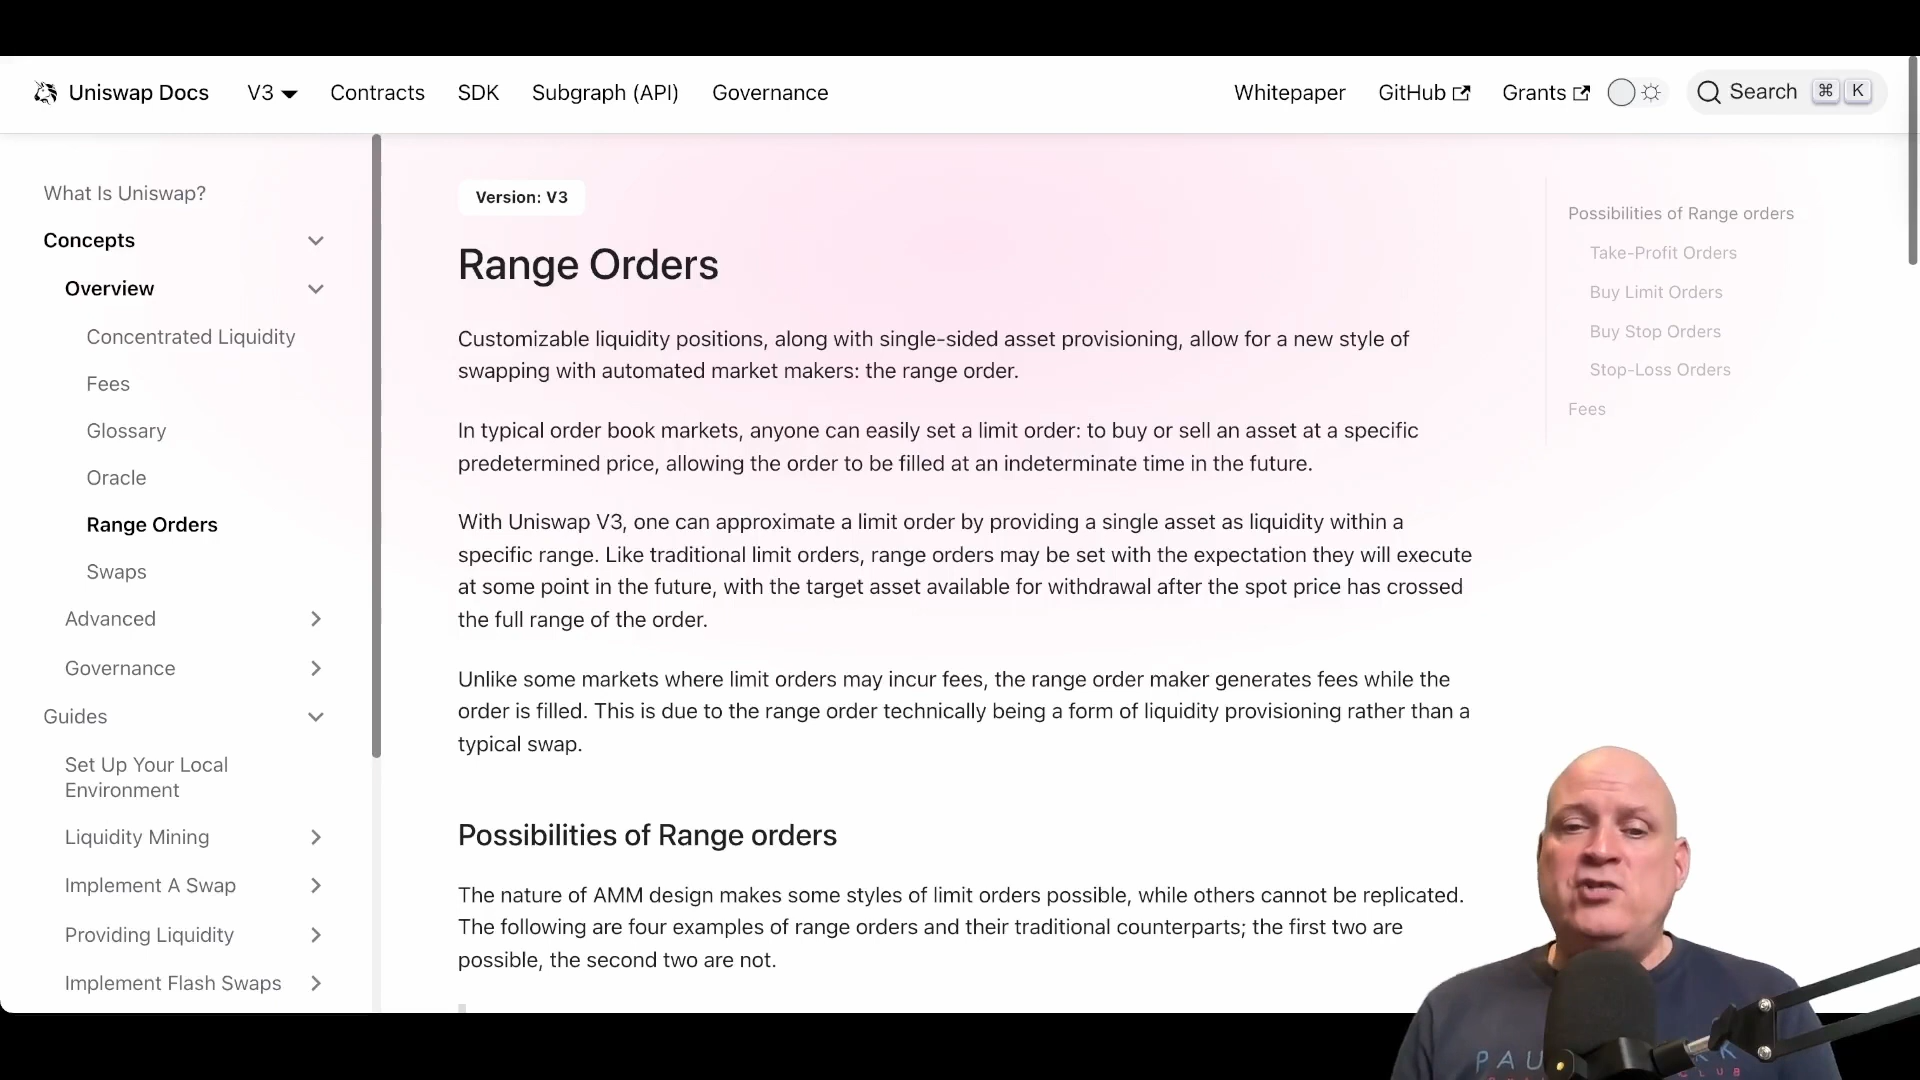 Uniswap Docs V3 Contracts SDK Subgraph (API) Governance Whitepaper GitHub Grants Search ⌘ K
What Is Uniswap?
Concepts
Overview
Concentrated Liquidity
Fees
Glossary
Oracle
Range Orders
Swaps
Advanced
Governance
Guides
Set Up Your Local
Environment
Liquidity Mining
Implement A Swap
Providing Liquidity
Implement Flash Swaps
Version: V3
Range Orders
Customizable liquidity positions, along with single-sided asset provisioning, allow for a new style of
swapping with automated market makers: the range order.
In typical order book markets, anyone can easily set a limit order: to buy or sell an asset at a specific
predetermined price, allowing the order to be filled at an indeterminate time in the future.
With Uniswap V3, one can approximate a limit order by providing a single asset as liquidity within a
specific range. Like traditional limit orders, range orders may be set with the expectation they will execute
at some point in the future, with the target asset available for withdrawal after the spot price has crossed
the full range of the order.
Unlike some markets where limit orders may incur fees, the range order maker generates fees while the
order is filled. This is due to the range order technically being a form of liquidity provisioning rather than a
typical swap.
Possibilities of Range orders
The nature of AMM design makes some styles of limit orders possible, while others cannot be replicated.
The following are four examples of range orders and their traditional counterparts; the first two are
possible, the second two are not.
Possibilities of Range orders
Take-Profit Orders
Buy Limit Orders
Buy Stop Orders
Stop-Loss Orders
Fees